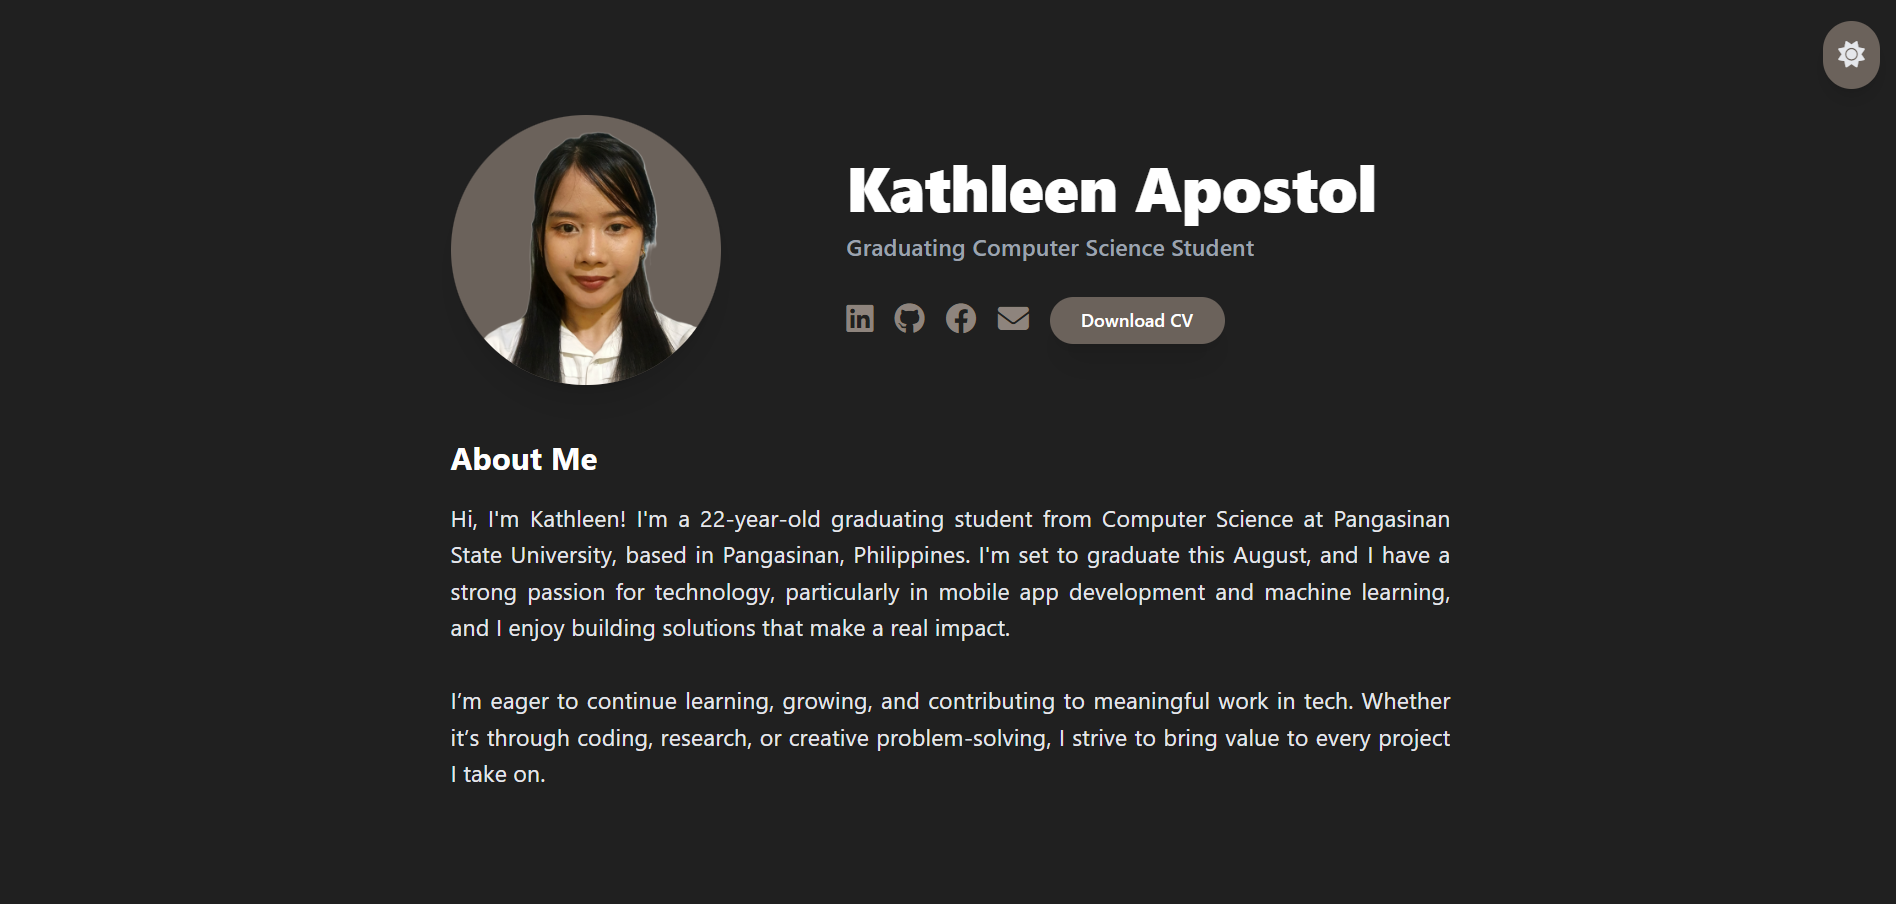 Kathleen Apostol
Graduating Computer Science Student
in
Download CV
About Me
Hi, I'm Kathleen! I'm a 22-year-old graduating student from Computer Science at Pangasinan
State University, based in Pangasinan, Philippines. I'm set to graduate this August, and I have a
strong passion for technology, particularly in mobile app development and machine learning,
and I enjoy building solutions that make a real impact.
I’m eager to continue learning, growing, and contributing to meaningful work in tech. Whether
it’s through coding, research, or creative problem-solving, I strive to bring value to every project
I take on.